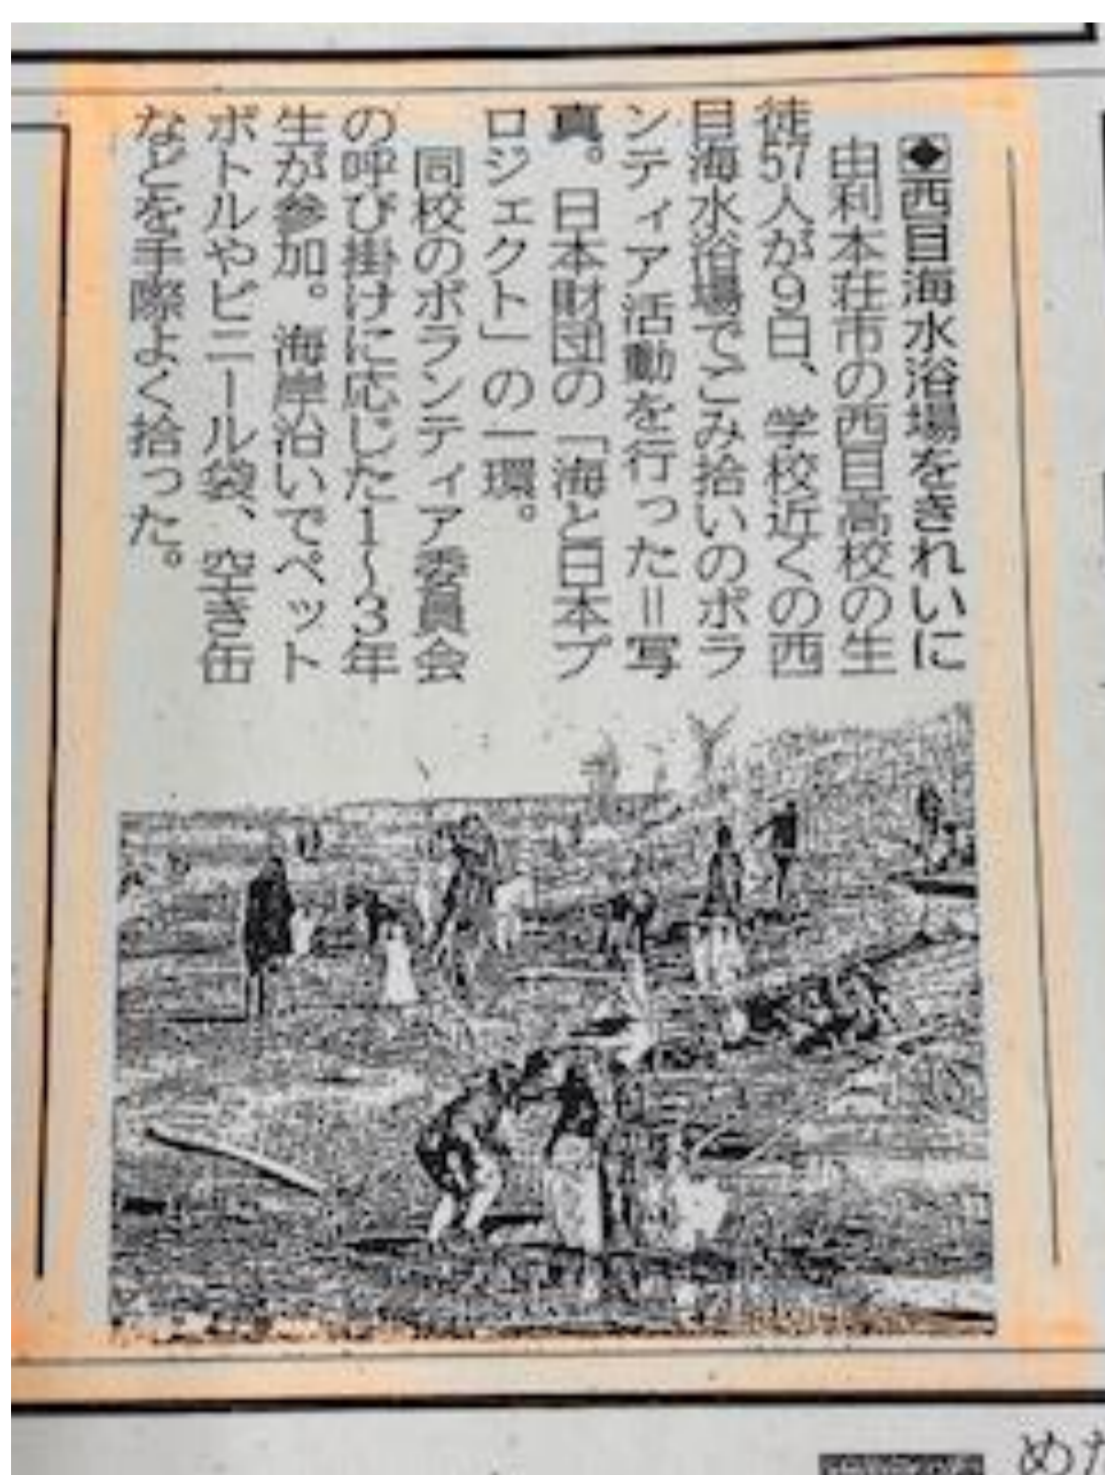 ◆西目海水浴場をきれいに
由利本荘市の西目高校の生
徒57人が9日、学校近くの西
目海水浴場でごみ拾いのボラ
ンティア活動を行った＝写
真。日本財団の「海と日本プ
ロジェクト」の一環。
同校のボランティア委員会
の呼び掛けに応じた1〜3年
生が参加。海岸沿いでペット
ボトルやビニール袋、空き缶
などを手際よく拾った。
めた